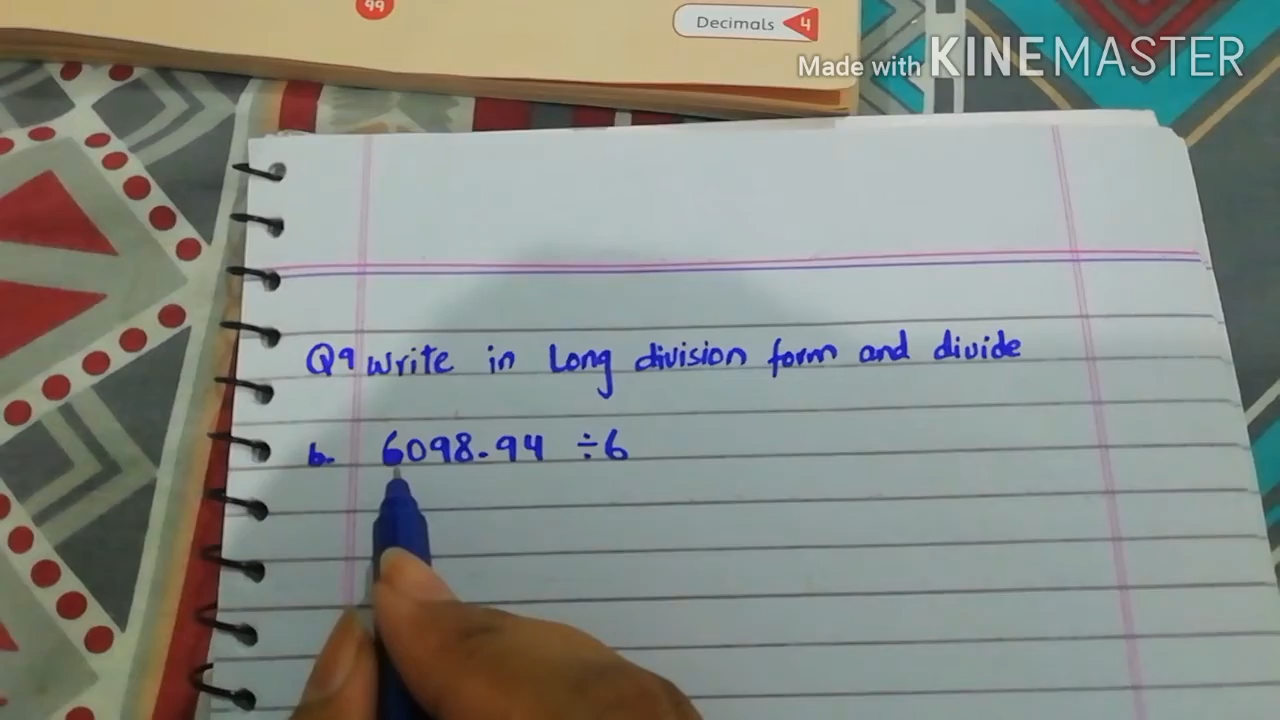 99
Decimals 4
Made with KINEMASTER
Q9 Write in Long division form and divide
b. 6098.94 ÷6